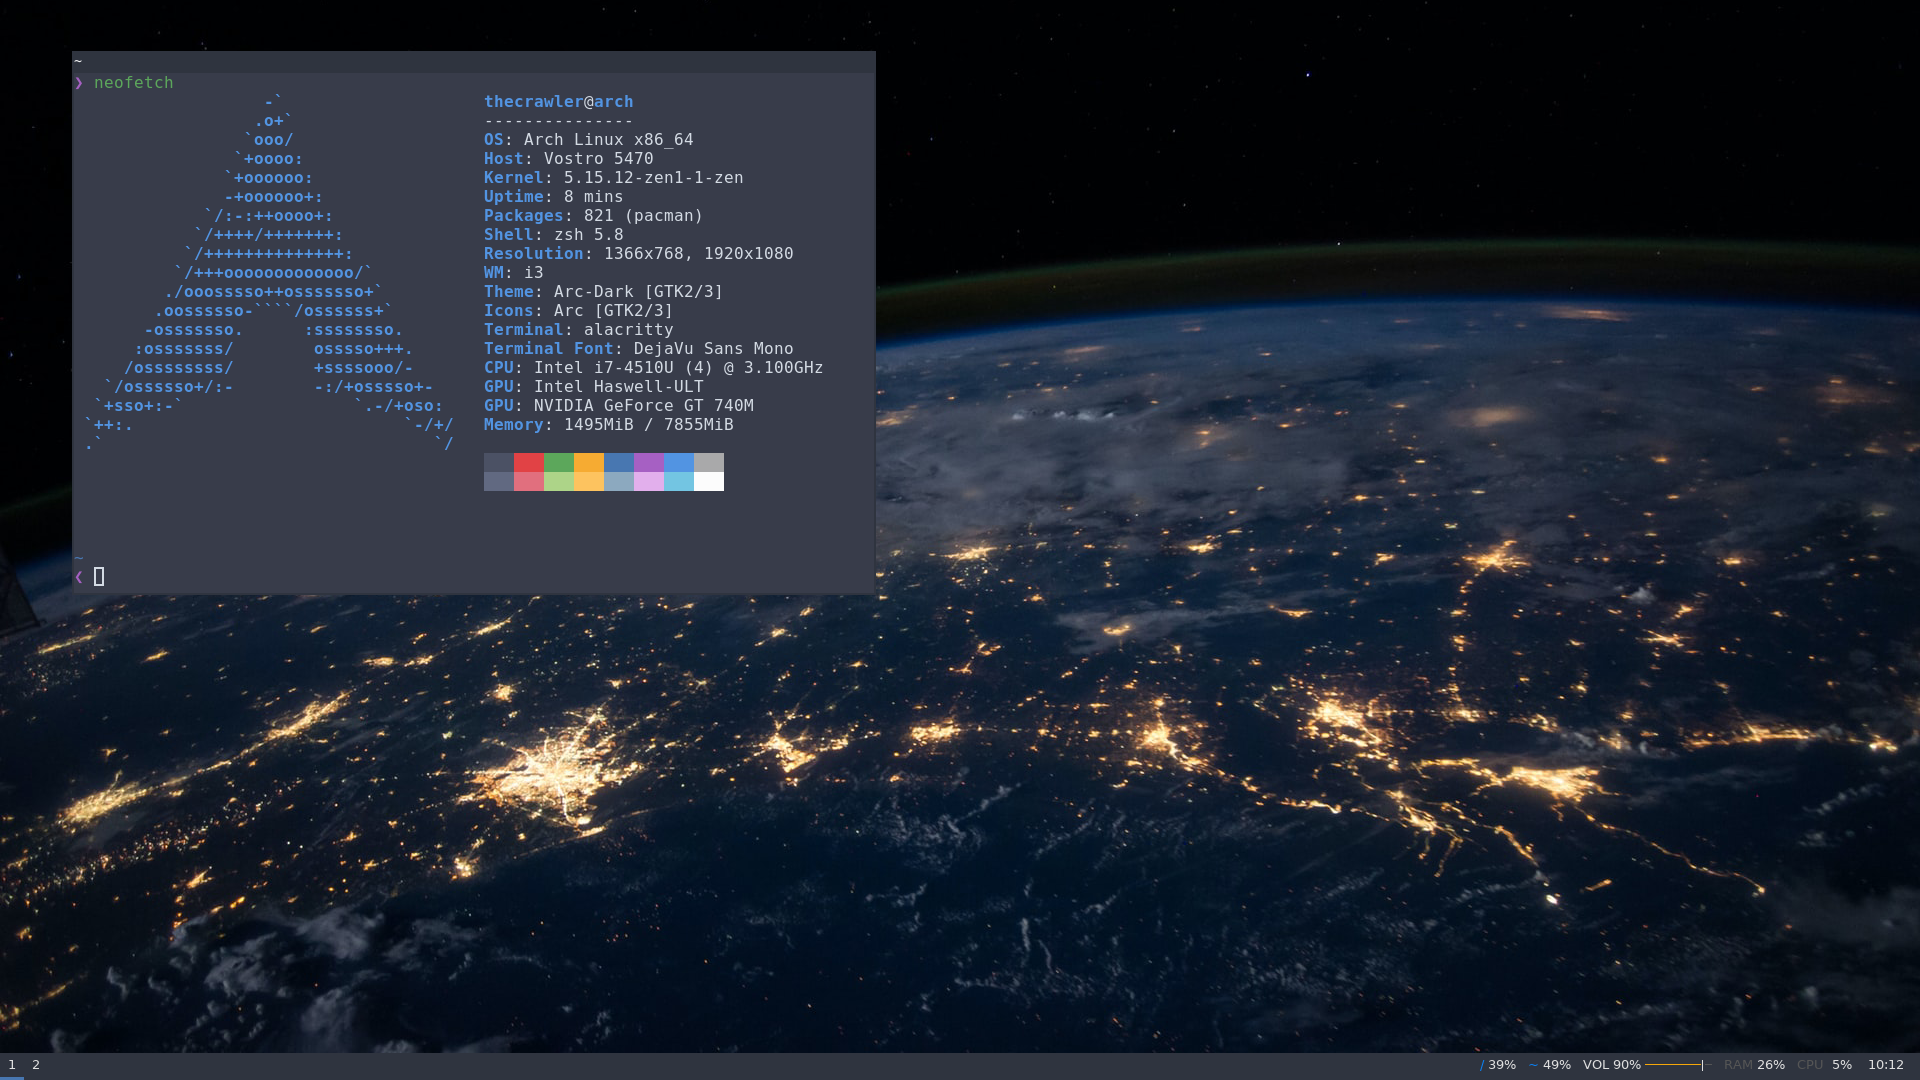 ~
❯ neofetch
-`
.o+`
`ooo/
`+oooo:
`+oooooo:
-+oooooo+:
`/:-:++oooo+:
`/++++/+++++++:
`/++++++++++++++:
`/+++ooooooooooooo/`
./ooosssso++osssssso+`
.oossssso-````/ossssss+`
-osssssso.      :ssssssso.
:osssssss/        osssso+++.
/ossssssss/        +ssssooo/-
`/ossssso+/:-        -:/+osssso+-
`+sso+:-`                 `.-/+oso:
`++:.                           `-/+/
.`                                 `/
thecrawler@arch
---------------
OS: Arch Linux x86_64
Host: Vostro 5470
Kernel: 5.15.12-zen1-1-zen
Uptime: 8 mins
Packages: 821 (pacman)
Shell: zsh 5.8
Resolution: 1366x768, 1920x1080
WM: i3
Theme: Arc-Dark [GTK2/3]
Icons: Arc [GTK2/3]
Terminal: alacritty
Terminal Font: DejaVu Sans Mono
CPU: Intel i7-4510U (4) @ 3.100GHz
GPU: Intel Haswell-ULT
GPU: NVIDIA GeForce GT 740M
Memory: 1495MiB / 7855MiB
~
❮
1 2 / 39% ~ 49% VOL 90% RAM 26% CPU 5% 10:12